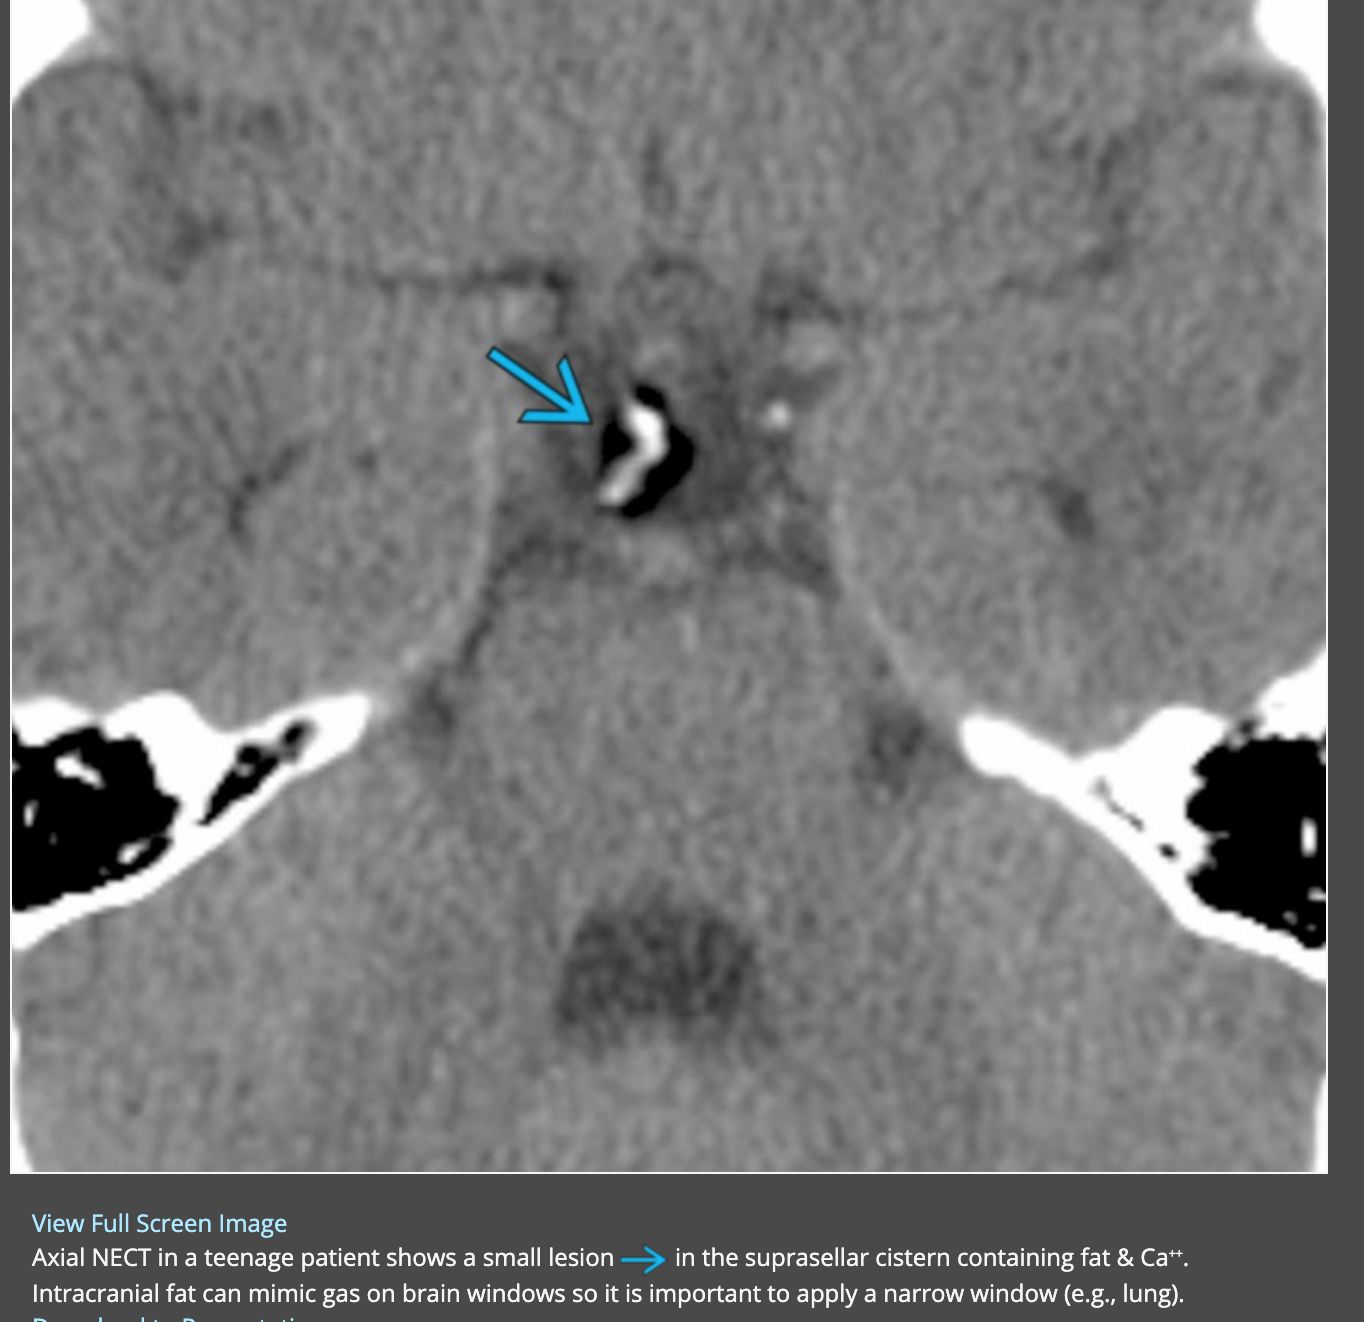 View Full Screen Image
Axial NECT in a teenage patient shows a small lesion → in the suprasellar cistern containing fat & Ca⁺⁺.
Intracranial fat can mimic gas on brain windows so it is important to apply a narrow window (e.g., lung).